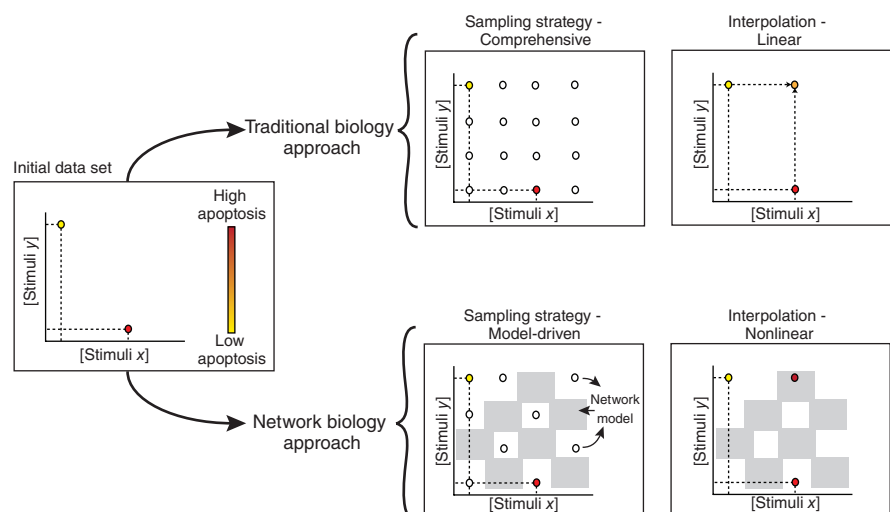 Sampling strategy -
Comprehensive
[Stimuli y]
[Stimuli x]
Interpolation -
Linear
[Stimuli y]
[Stimuli x]
Traditional biology
approach
Initial data set
High
apoptosis
Low
apoptosis
[Stimuli y]
[Stimuli x]
Network biology
approach
Sampling strategy -
Model-driven
Network
model
[Stimuli y]
[Stimuli x]
Interpolation -
Nonlinear
[Stimuli y]
[Stimuli x]